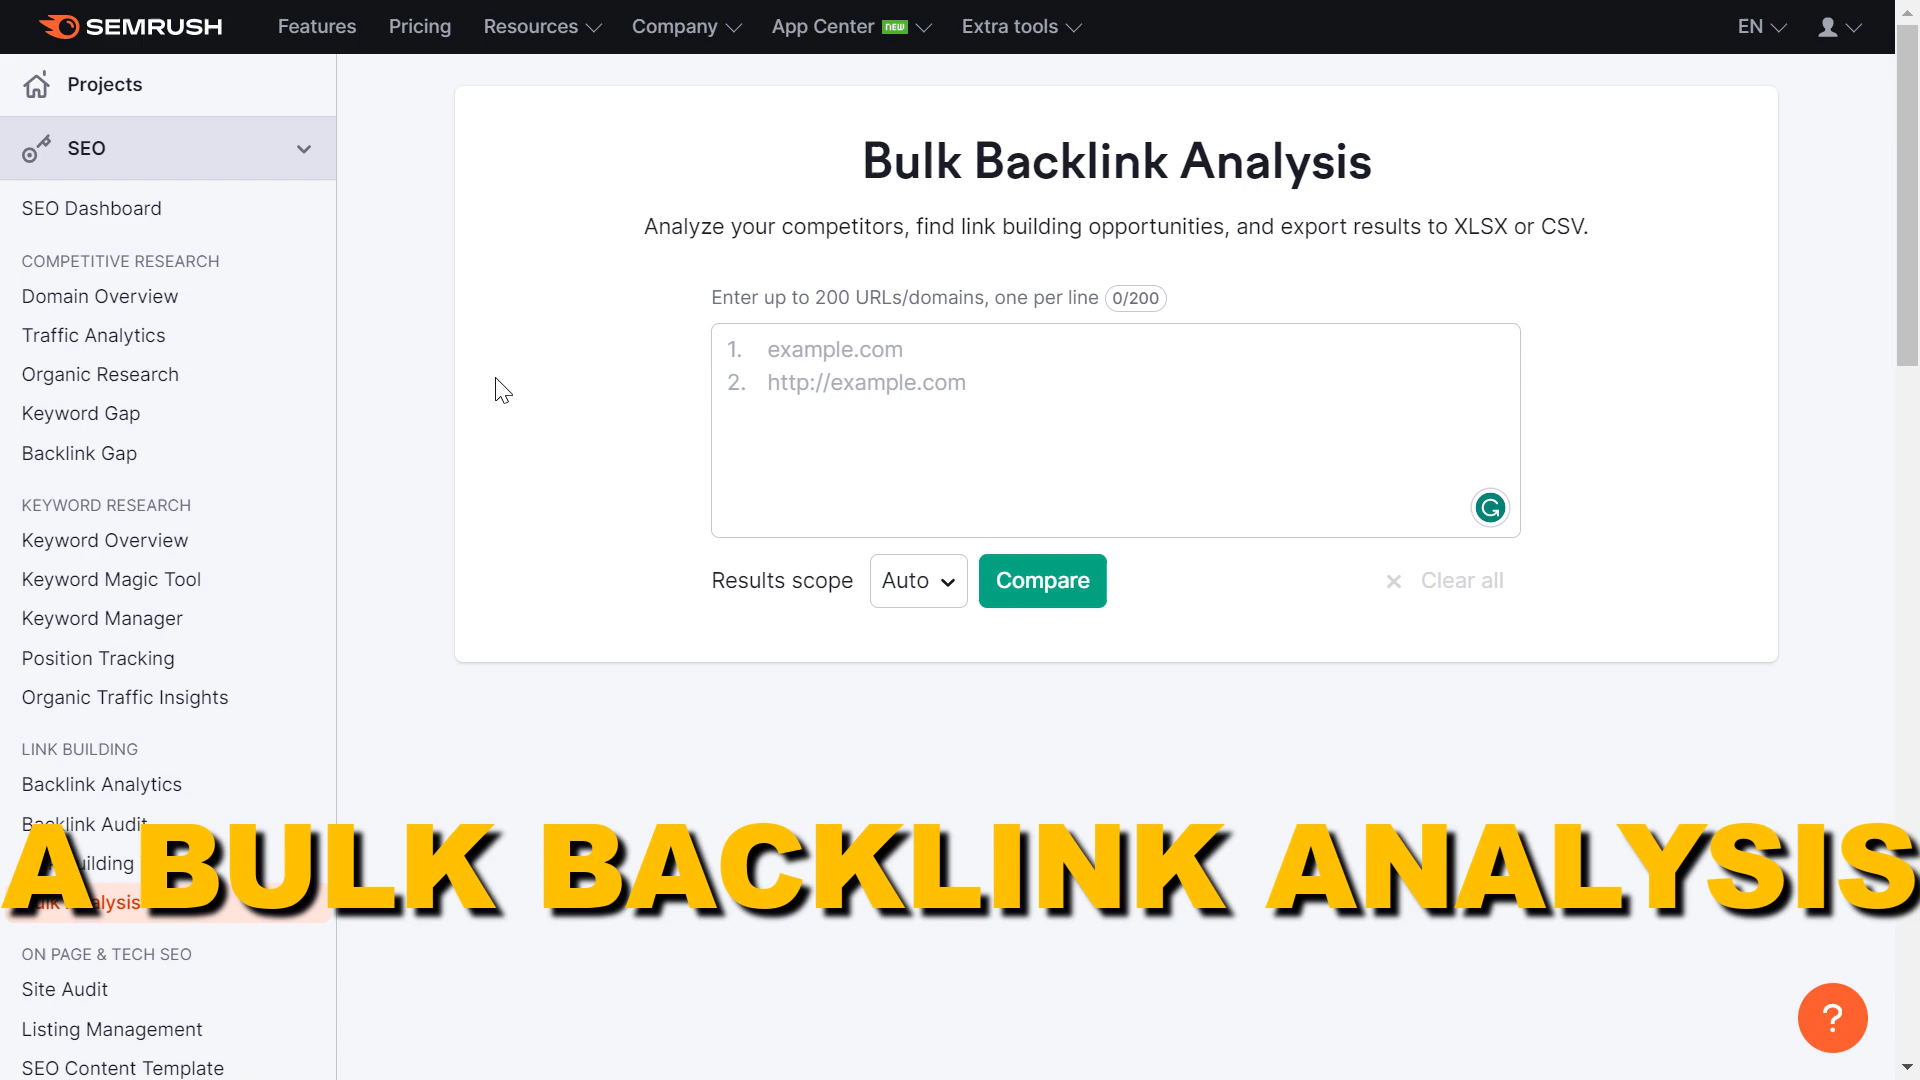 SEMRUSH
Features
Pricing
Resources
Company
App Center NEW
Extra tools
EN
Projects
SEO
SEO Dashboard
COMPETITIVE RESEARCH
Domain Overview
Traffic Analytics
Organic Research
Keyword Gap
Backlink Gap
KEYWORD RESEARCH
Keyword Overview
Keyword Magic Tool
Keyword Manager
Position Tracking
Organic Traffic Insights
LINK BUILDING
Backlink Analytics
Backlink Audit
Building
Analysis
ON PAGE & TECH SEO
Site Audit
Listing Management
SEO Content Template
Bulk Backlink Analysis
Analyze your competitors, find link building opportunities, and export results to XLSX or CSV.
Enter up to 200 URLs/domains, one per line 0/200
1. example.com
2. http://example.com
Results scope Auto Compare
× Clear all
A BULK BACKLINK ANALYSIS
?